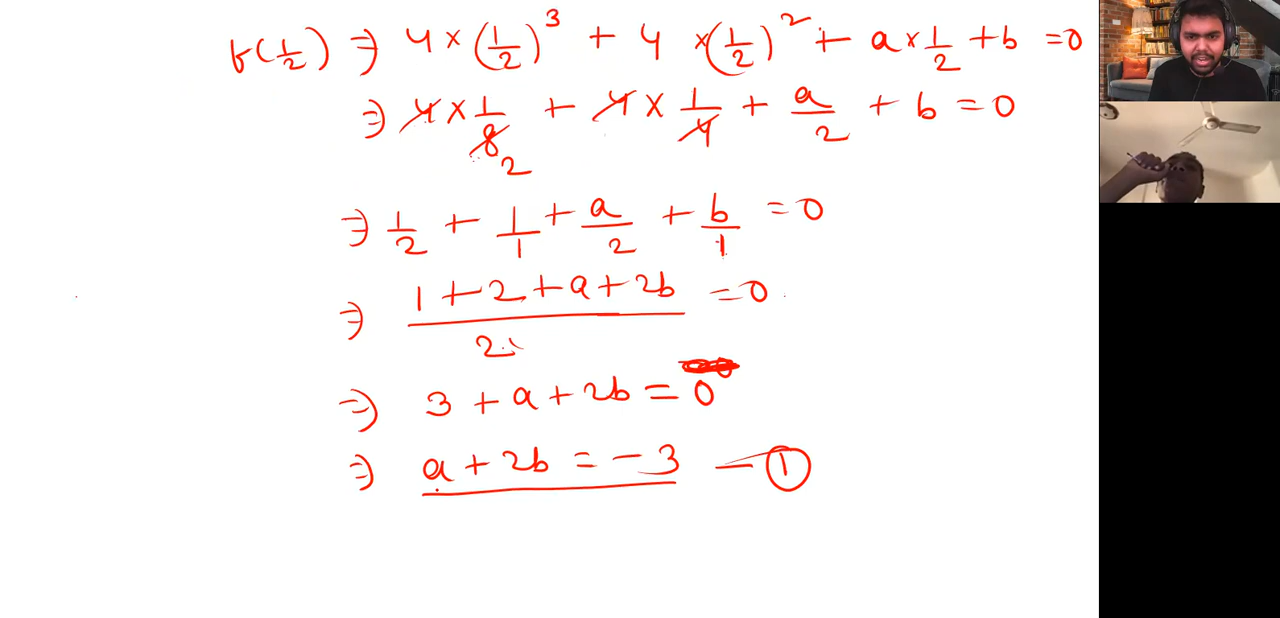 f(1/2) ⇒ 4 × (1/2)^3 + 4 × (1/2)^2 + a × 1/2 + b = 0
⇒ 4 × 1/8 + 4 × 1/4 + a/2 + b = 0
2
⇒ 1/2 + 1/1 + a/2 + b/1 = 0
⇒ (1 + 2 + a + 2b)/2 = 0
⇒ 3 + a + 2b = 0
⇒ a + 2b = -3 — ①